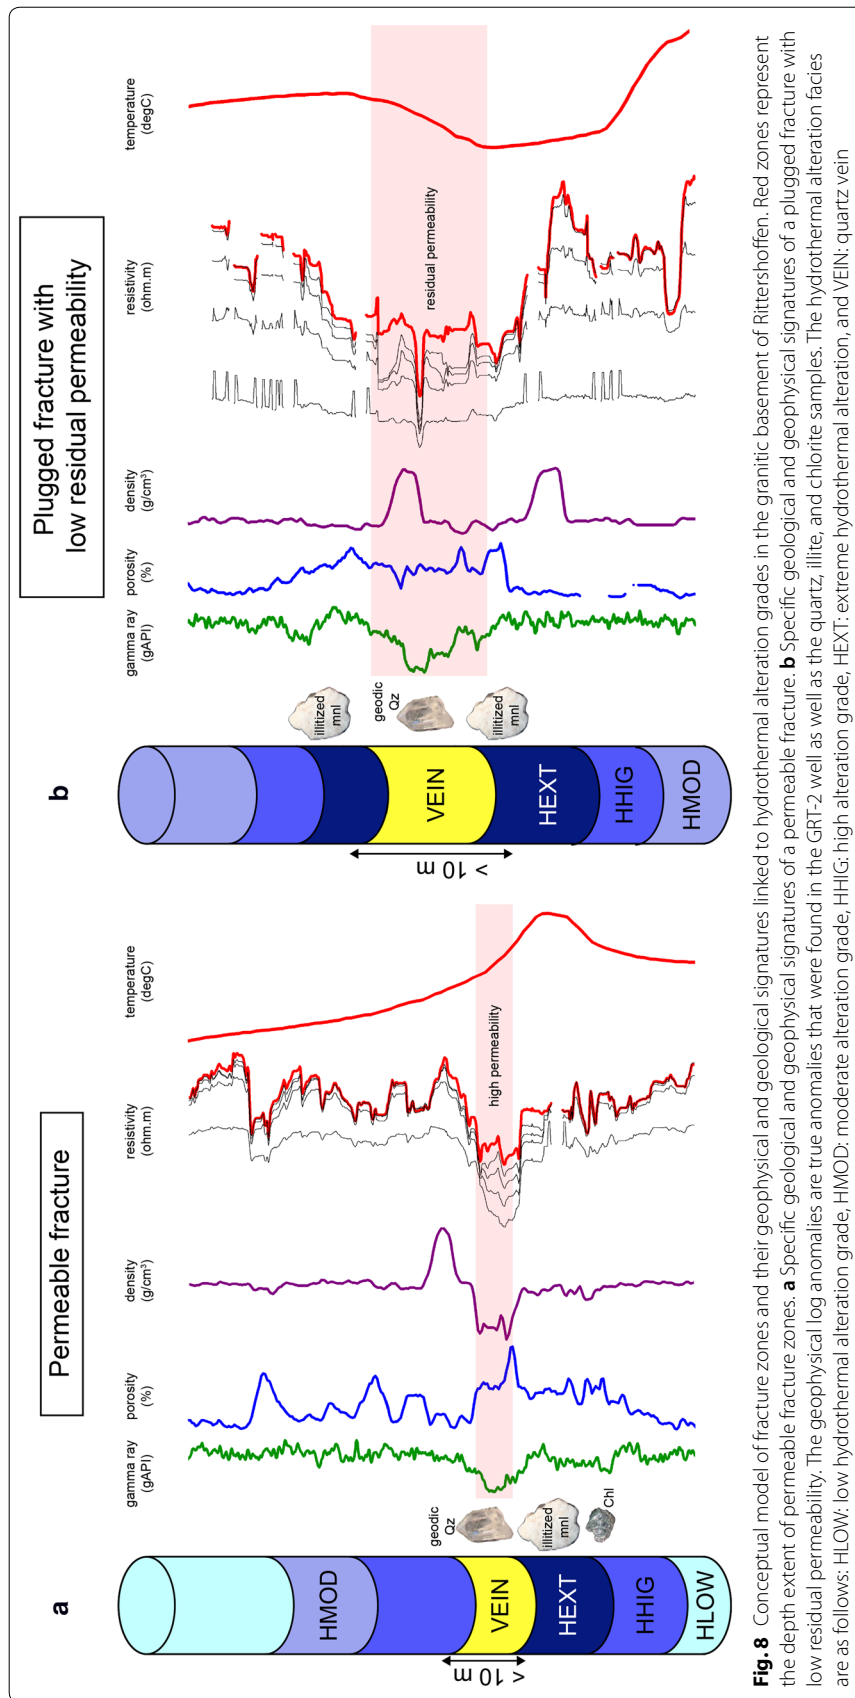 a
Permeable fracture
gamma ray
(gAPI)
porosity
(%)
density
(g/cm³)
resistivity
(ohm.m)
temperature
(degC)
HMOD
VEIN
HEXT
HHIG
HLOW
< 10 m
geodic
Qz
illitized
mnl
Chl
high permeability
b
Plugged fracture with
low residual permeability
gamma ray
(gAPI)
porosity
(%)
density
(g/cm³)
resistivity
(ohm.m)
temperature
(degC)
VEIN
HEXT
HHIG
HMOD
> 10 m
illitized
mnl
geodic
Qz
illitized
mnl
residual permeability
Fig. 8 Conceptual model of fracture zones and their geophysical and geological signatures linked to hydrothermal alteration grades in the granitic basement of Rittershoffen. Red zones represent
the depth extent of permeable fracture zones. a Specific geological and geophysical signatures of a permeable fracture. b Specific geological and geophysical signatures of a plugged fracture with
low residual permeability. The geophysical log anomalies are true anomalies that were found in the GRT-2 well as well as the quartz, illite, and chlorite samples. The hydrothermal alteration facies
are as follows: HLOW: low hydrothermal alteration grade, HMOD: moderate alteration grade, HHIG: high alteration grade, HEXT: extreme hydrothermal alteration, and VEIN: quartz vein